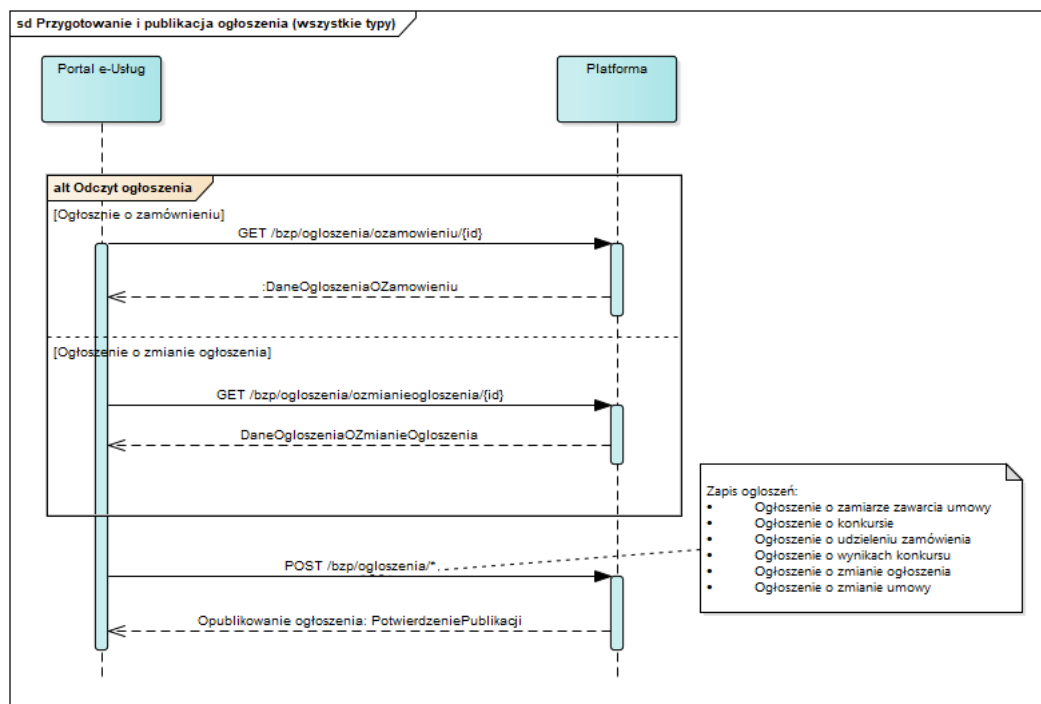 sd Przygotowanie i publikacja ogłoszenia (wszystkie typy)
Portal e-Usług
Platforma
alt Odczyt ogłoszenia
[Ogłosznie o zamównieniu]
GET /bzp/ogloszenia/ozamowieniu/{id}
:DaneOgloszeniaOZamowieniu
[Ogłoszenie o zmianie ogłoszenia]
GET /bzp/ogloszenia/ozmianieogloszenia/{id}
DaneOgloszeniaOZmianieOgloszenia
Zapis ogloszeń:
• Ogłoszenie o zamiarze zawarcia umowy
• Ogłoszenie o konkursie
• Ogłoszenie o udzieleniu zamówienia
• Ogłoszenie o wynikach konkursu
• Ogłoszenie o zmianie ogłoszenia
• Ogłoszenie o zmianie umowy
POST /bzp/ogloszenia/*
Opublikowanie ogłoszenia: PotwierdzeniePublikacji